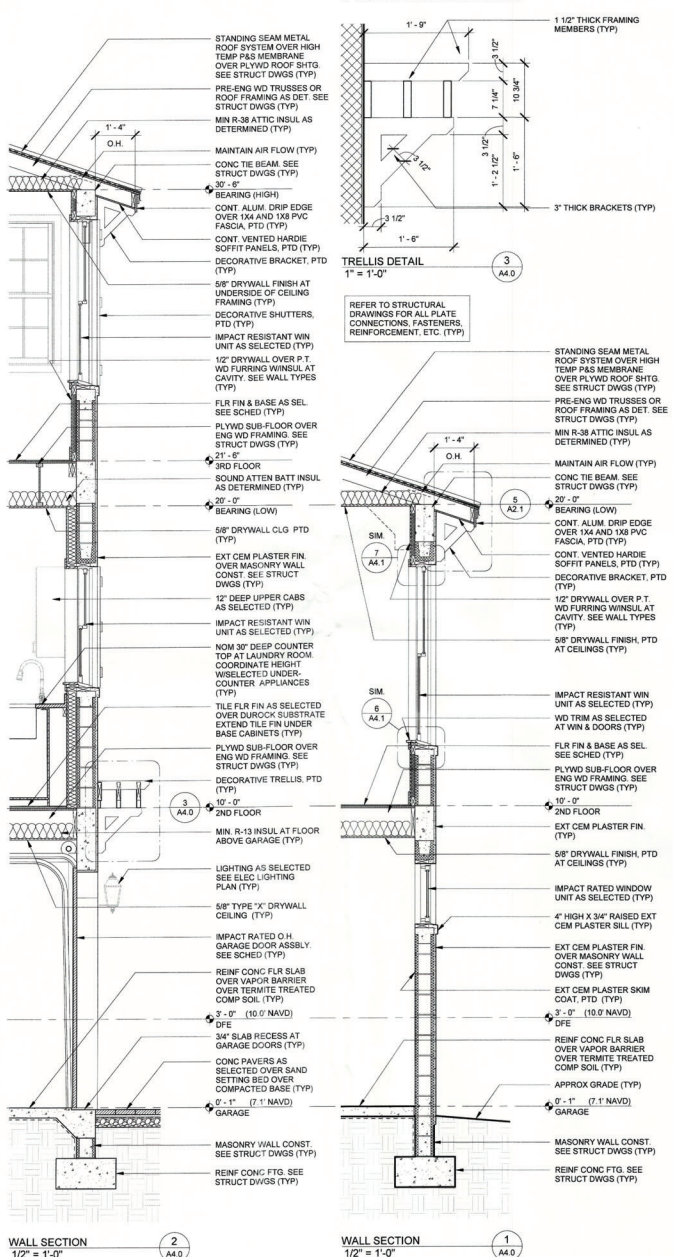 STANDING SEAM METAL
ROOF SYSTEM OVER HIGH
TEMP P&S MEMBRANE
OVER PLYWD ROOF SHTG.
SEE STRUCT DWGS (TYP)
PRE-ENG WD TRUSSES OR
ROOF FRAMING AS DET. SEE
STRUCT DWGS (TYP)
MIN R-38 ATTIC INSUL AS
DETERMINED (TYP)
1' - 4"
O.H.
MAINTAIN AIR FLOW (TYP)
CONC TIE BEAM. SEE
STRUCT DWGS (TYP)
30' - 6"
BEARING (HIGH)
CONT. ALUM. DRIP EDGE
OVER 1X4 AND 1X8 PVC
FASCIA, PTD (TYP)
CONT. VENTED HARDIE
SOFFIT PANELS, PTD (TYP)
DECORATIVE BRACKET, PTD
(TYP)
5/8" DRYWALL FINISH AT
UNDERSIDE OF CEILING
FRAMING (TYP)
DECORATIVE SHUTTERS,
PTD (TYP)
IMPACT RESISTANT WIN
UNIT AS SELECTED (TYP)
1/2" DRYWALL OVER P.T.
WD FURRING W/INSUL AT
CAVITY. SEE WALL TYPES
(TYP)
FLR FIN & BASE AS SEL.
SEE SCHED (TYP)
PLYWD SUB-FLOOR OVER
ENG WD FRAMING. SEE
STRUCT DWGS (TYP)
21' - 6"
3RD FLOOR
SOUND ATTEN BATT INSUL
AS DETERMINED (TYP)
20' - 0"
BEARING (LOW)
5/8" DRYWALL CLG PTD
(TYP)
EXT CEM PLASTER FIN.
OVER MASONRY WALL
CONST. SEE STRUCT
DWGS (TYP)
12" DEEP UPPER CABS
AS SELECTED (TYP)
IMPACT RESISTANT WIN
UNIT AS SELECTED (TYP)
NOM 30" DEEP COUNTER
TOP AT LAUNDRY ROOM.
COORDINATE HEIGHT
W/SELECTED UNDER-
COUNTER APPLIANCES
(TYP)
TILE FLR FIN AS SELECTED
OVER DUROCK SUBSTRATE
EXTEND TILE FIN UNDER
BASE CABINETS (TYP)
PLYWD SUB-FLOOR OVER
ENG WD FRAMING. SEE
STRUCT DWGS (TYP)
DECORATIVE TRELLIS, PTD
(TYP)
3
A4.0
10' - 0"
2ND FLOOR
MIN. R-13 INSUL AT FLOOR
ABOVE GARAGE (TYP)
LIGHTING AS SELECTED
SEE ELEC LIGHTING
PLAN (TYP)
5/8" TYPE "X" DRYWALL
CEILING (TYP)
IMPACT RATED O.H.
GARAGE DOOR ASSBLY.
SEE SCHED (TYP)
REINF CONC FLR SLAB
OVER VAPOR BARRIER
OVER TERMITE TREATED
COMP SOIL (TYP)
3' - 0" (10.0' NAVD)
DFE
3/4" SLAB RECESS AT
GARAGE DOORS (TYP)
CONC PAVERS AS
SELECTED OVER SAND
SETTING BED OVER
COMPACTED BASE (TYP)
0' - 1" (7.1' NAVD)
GARAGE
MASONRY WALL CONST.
SEE STRUCT DWGS (TYP)
REINF CONC FTG. SEE
STRUCT DWGS (TYP)
WALL SECTION
1/2" = 1'-0"
2
A4.0
1' - 9"
1 1/2" THICK FRAMING
MEMBERS (TYP)
3 1/2"
7 1/4"
10 3/4"
3 1/2"
3 1/2"
1' - 2 1/2"
1' - 6"
3" THICK BRACKETS (TYP)
3 1/2"
1' - 6"
TRELLIS DETAIL
1" = 1'-0"
3
A4.0
REFER TO STRUCTURAL
DRAWINGS FOR ALL PLATE
CONNECTIONS, FASTENERS,
REINFORCEMENT, ETC. (TYP)
STANDING SEAM METAL
ROOF SYSTEM OVER HIGH
TEMP P&S MEMBRANE
OVER PLYWD ROOF SHTG.
SEE STRUCT DWGS (TYP)
PRE-ENG WD TRUSSES OR
ROOF FRAMING AS DET. SEE
STRUCT DWGS (TYP)
MIN R-38 ATTIC INSUL AS
DETERMINED (TYP)
1' - 4"
O.H.
MAINTAIN AIR FLOW (TYP)
CONC TIE BEAM. SEE
STRUCT DWGS (TYP)
5
A2.1
20' - 0"
BEARING (LOW)
CONT. ALUM. DRIP EDGE
OVER 1X4 AND 1X8 PVC
FASCIA, PTD (TYP)
SIM.
7
A4.1
CONT. VENTED HARDIE
SOFFIT PANELS, PTD (TYP)
DECORATIVE BRACKET, PTD
(TYP)
1/2" DRYWALL OVER P.T.
WD FURRING W/INSUL AT
CAVITY. SEE WALL TYPES
(TYP)
5/8" DRYWALL FINISH, PTD
AT CEILINGS (TYP)
IMPACT RESISTANT WIN
UNIT AS SELECTED (TYP)
SIM.
6
A4.1
WD TRIM AS SELECTED
AT WIN & DOORS (TYP)
FLR FIN & BASE AS SEL.
SEE SCHED (TYP)
PLYWD SUB-FLOOR OVER
ENG WD FRAMING. SEE
STRUCT DWGS (TYP)
10' - 0"
2ND FLOOR
EXT CEM PLASTER FIN.
(TYP)
5/8" DRYWALL FINISH, PTD
AT CEILINGS (TYP)
IMPACT RATED WINDOW
UNIT AS SELECTED (TYP)
4" HIGH X 3/4" RAISED EXT
CEM PLASTER SILL (TYP)
EXT CEM PLASTER FIN.
OVER MASONRY WALL
CONST. SEE STRUCT
DWGS (TYP)
EXT CEM PLASTER SKIM
COAT, PTD (TYP)
3' - 0" (10.0' NAVD)
DFE
REINF CONC FLR SLAB
OVER VAPOR BARRIER
OVER TERMITE TREATED
COMP SOIL (TYP)
APPROX GRADE (TYP)
0' - 1" (7.1' NAVD)
GARAGE
MASONRY WALL CONST.
SEE STRUCT DWGS (TYP)
REINF CONC FTG. SEE
STRUCT DWGS (TYP)
WALL SECTION
1/2" = 1'-0"
1
A4.0